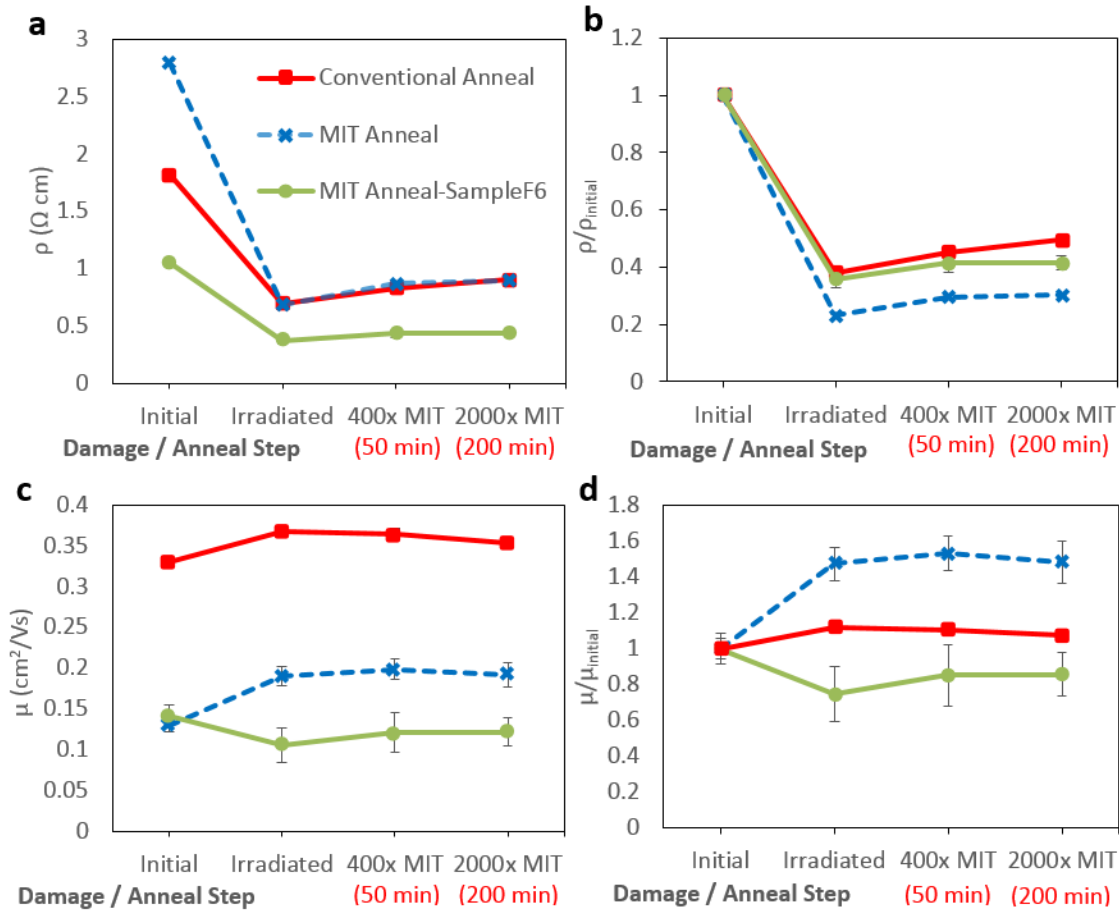 a
3
2.5
2
1.5
1
0.5
0
ρ (Ω cm)
Conventional Anneal
MIT Anneal
MIT Anneal-SampleF6
Initial Irradiated 400x MIT 2000x MIT
Damage / Anneal Step (50 min) (200 min)
b
1.2
1
0.8
0.6
0.4
0.2
0
ρ/ρInitial
Initial Irradiated 400x MIT 2000x MIT
Damage / Anneal Step (50 min) (200 min)
c
0.4
0.35
0.3
0.25
0.2
0.15
0.1
0.05
0
μ (cm²/Vs)
Initial Irradiated 400x MIT 2000x MIT
Damage / Anneal Step (50 min) (200 min)
d
1.8
1.6
1.4
1.2
1
0.8
0.6
0.4
0.2
0
μ/μInitial
Initial Irradiated 400x MIT 2000x MIT
Damage / Anneal Step (50 min) (200 min)